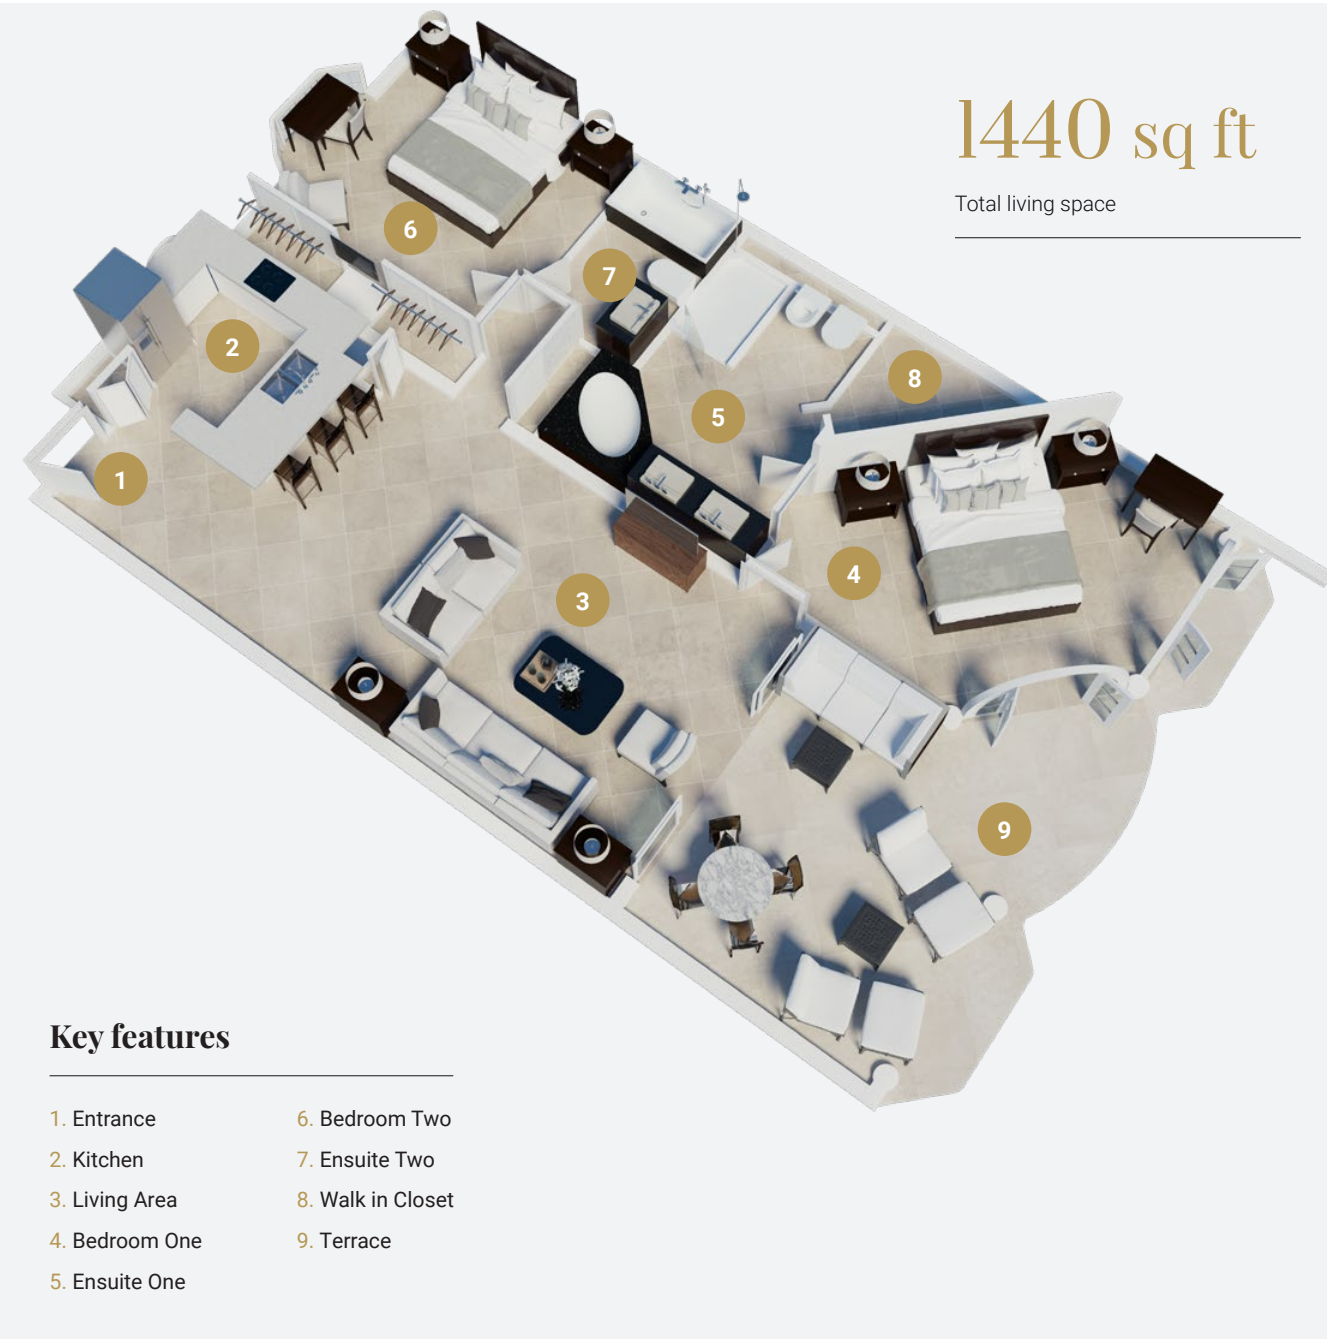 1440 sq ft
Total living space
6
7
2
8
5
1
4
3
9
Key features
1. Entrance
2. Kitchen
3. Living Area
4. Bedroom One
5. Ensuite One
6. Bedroom Two
7. Ensuite Two
8. Walk in Closet
9. Terrace